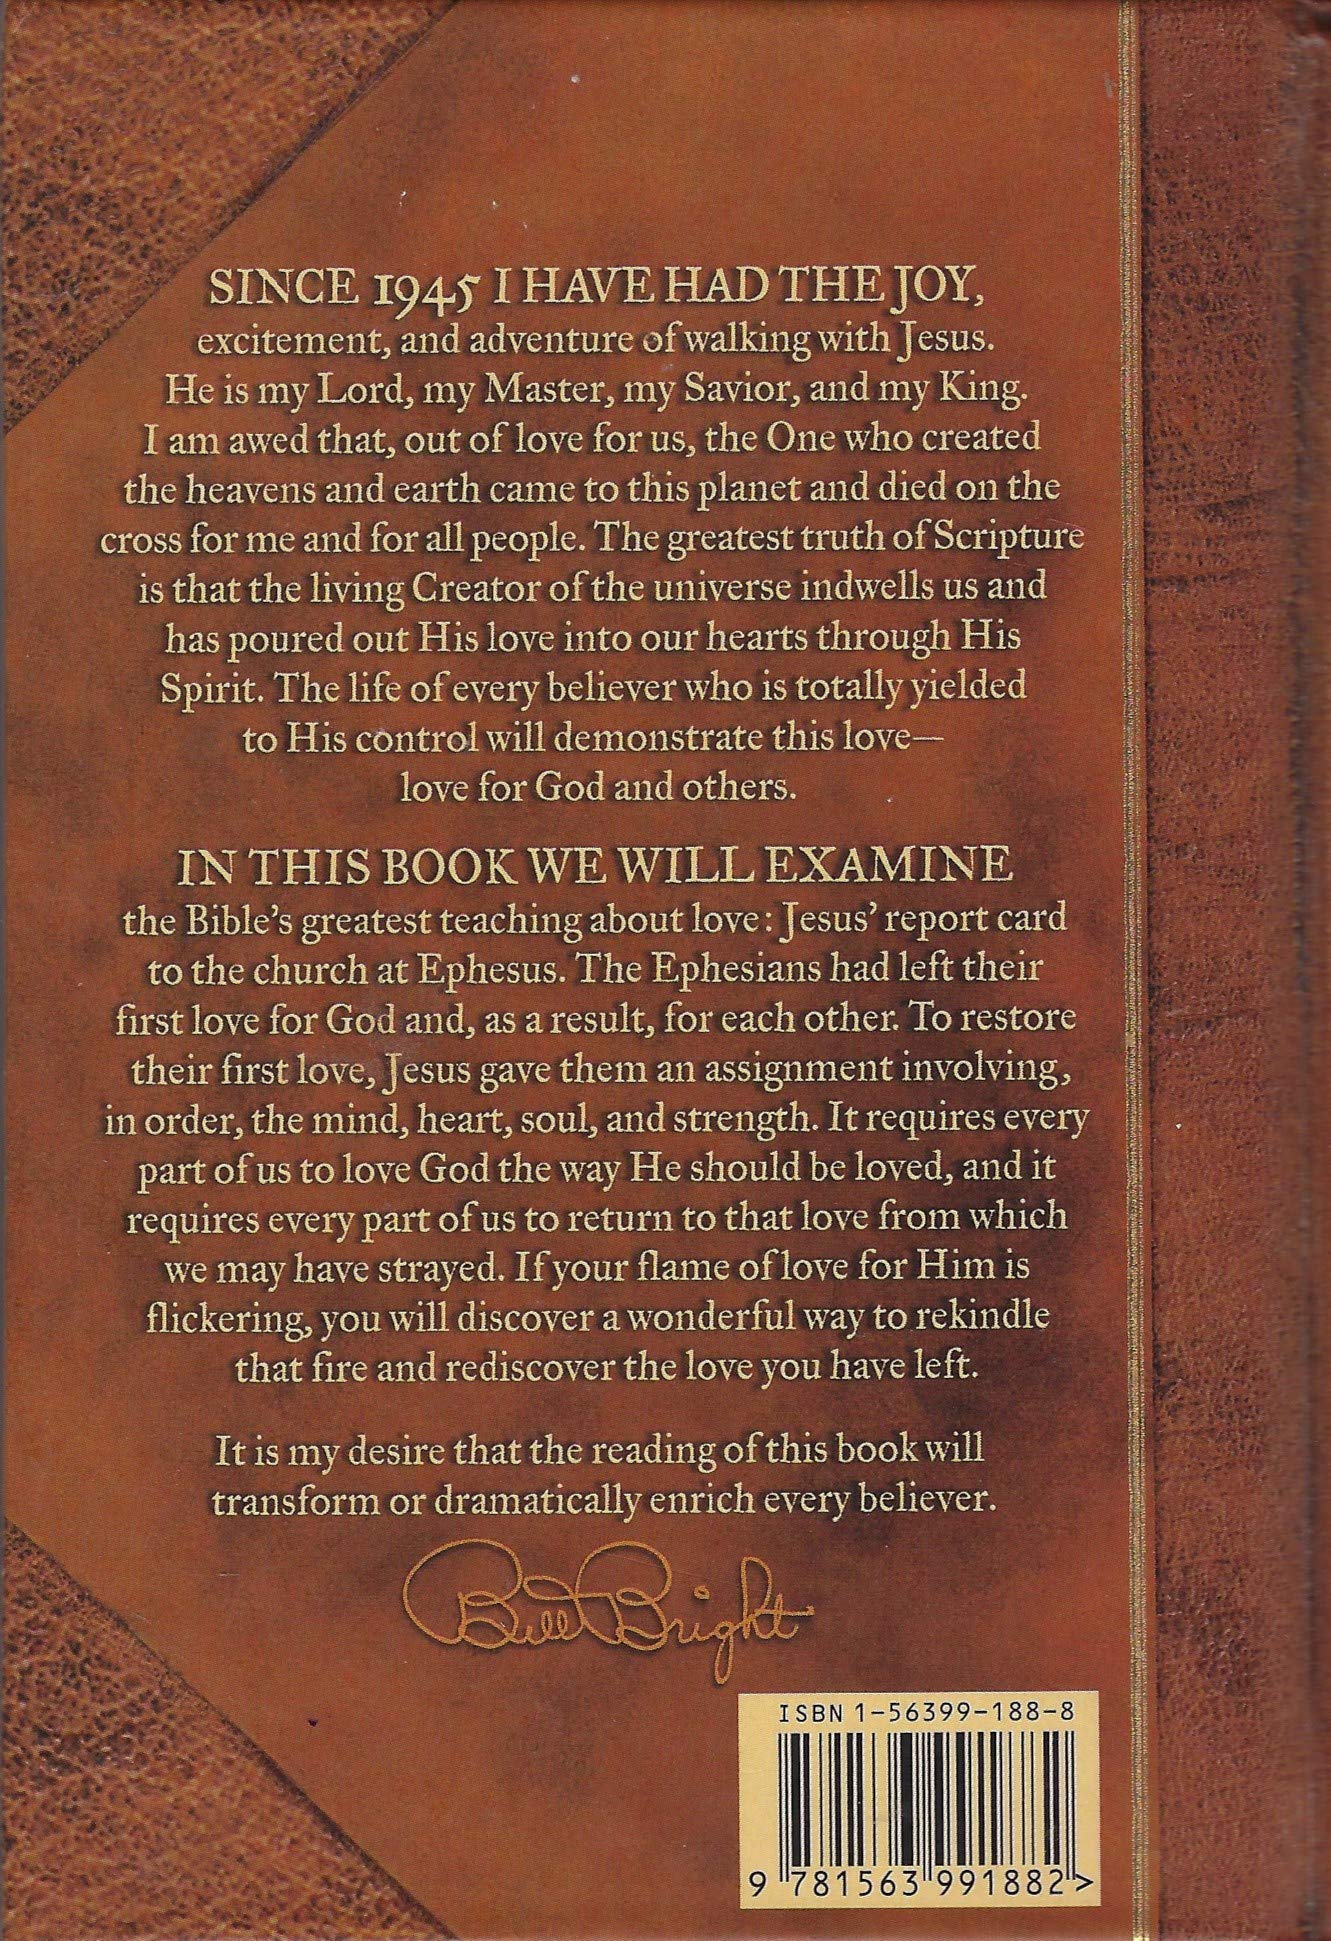 SINCE 1945 I HAVE HAD THE JOY,
excitement, and adventure of walking with Jesus.
He is my Lord, my Master, my Savior, and my King.
I am awed that, out of love for us, the One who created
the heavens and earth came to this planet and died on the
cross for me and for all people. The greatest truth of Scripture
is that the living Creator of the universe indwells us and
has poured out His love into our hearts through His
Spirit. The life of every believer who is totally yielded
to His control will demonstrate this love—
love for God and others.
IN THIS BOOK WE WILL EXAMINE
the Bible's greatest teaching about love: Jesus' report card
to the church at Ephesus. The Ephesians had left their
first love for God and, as a result, for each other. To restore
their first love, Jesus gave them an assignment involving,
in order, the mind, heart, soul, and strength. It requires every
part of us to love God the way He should be loved, and it
requires every part of us to return to that love from which
we may have strayed. If your flame of love for Him is
flickering, you will discover a wonderful way to rekindle
that fire and rediscover the love you have left.
It is my desire that the reading of this book will
transform or dramatically enrich every believer.
Bill Bright
ISBN 1-56399-188-8
9 781563 991882 >